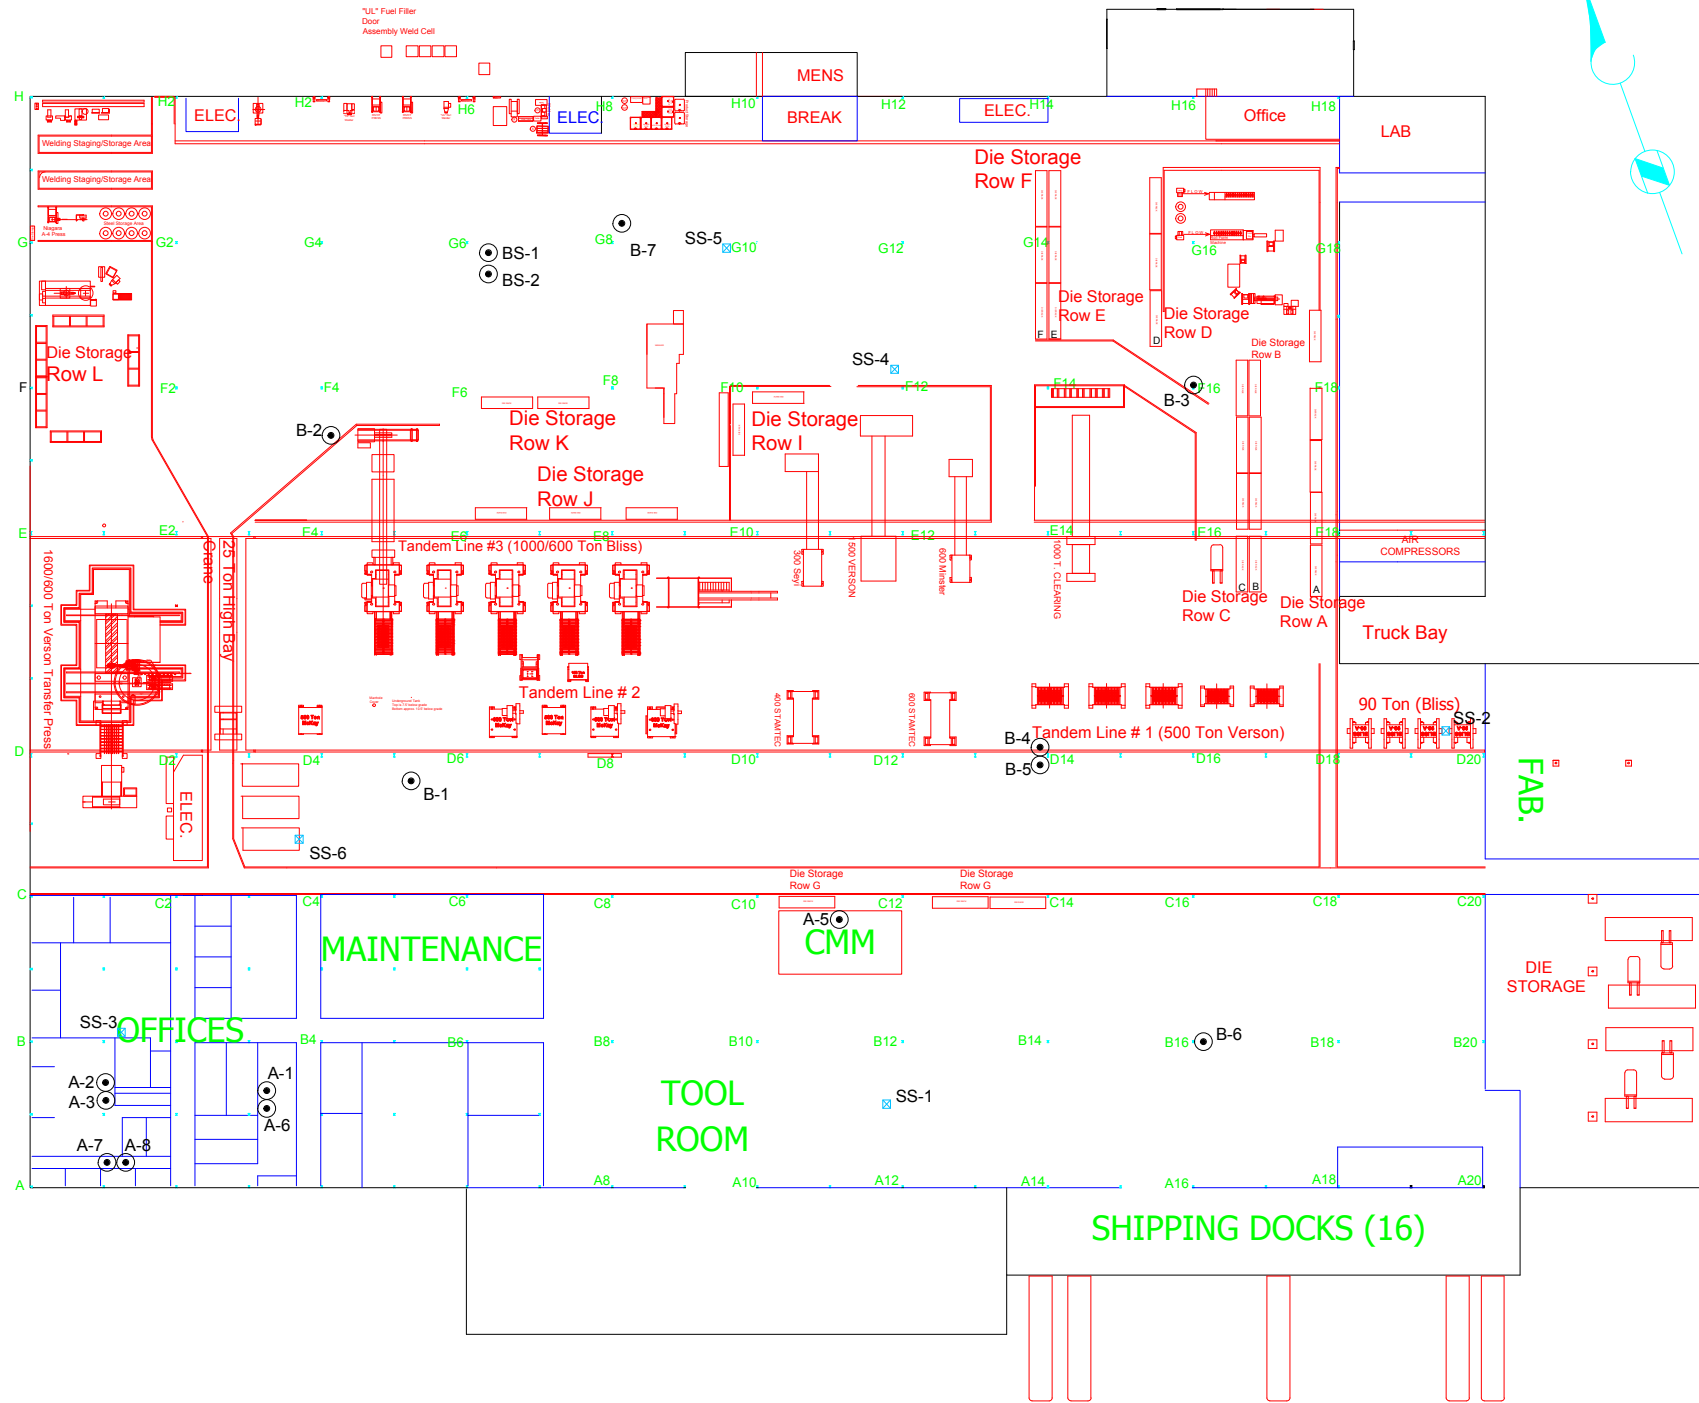 "UL" Fuel Filler
Door
Assembly Weld Cell
MENS
H
H2
H2
H6
H8
H10
H12
H14
H16
H18
ELEC.
ELEC.
BREAK
ELEC.
Office
LAB
Welding Staging/Storage Area
Welding Staging/Storage Area
Die Storage
Row F
Steel Storage Area
Niagara
A-4 Press
FLOW
FLOW
G
G2
G4
G6
G8
G10
G12
G14
G16
G18
BS-1
BS-2
B-7
SS-5
Die Storage
Row E
Die Storage
Row D
Die Storage
Row B
F
E
D
Die Storage
Row L
SS-4
F
F2
F4
F6
F8
F10
F12
F14
F16
F18
B-3
B-2
Die Storage
Row K
Die Storage
Row I
Die Storage
Row J
E
E2
E4
E6
E8
E10
E12
E14
E16
E18
Tandem Line #3 (1000/600 Ton Bliss)
AIR
COMPRESSORS
1600/600 Ton Verson Transfer Press
25 Ton High Bay
Crane
300 Seyi
1500 VERSON
600 Minster
1000 T. CLEARING
C
B
A
Die Storage
Row C
Die Storage
Row A
Truck Bay
Tandem Line # 2
400 STAMTEC
600 STAMTEC
90 Ton (Bliss)
SS-2
Tandem Line # 1 (500 Ton Verson)
B-4
B-5
D
D2
D4
D6
D8
D10
D12
D14
D16
D18
D20
B-1
ELEC.
FAB.
SS-6
Die Storage
Row G
Die Storage
Row G
C
C2
C4
C6
C8
C10
C12
C14
C16
C18
C20
A-5
MAINTENANCE
CMM
DIE
STORAGE
SS-3
OFFICES
B
B4
B6
B8
B10
B12
B14
B16
B18
B20
B-6
A-2
A-3
A-1
A-6
SS-1
TOOL
ROOM
A-7
A-8
A
A8
A10
A12
A14
A16
A18
A20
SHIPPING DOCKS (16)